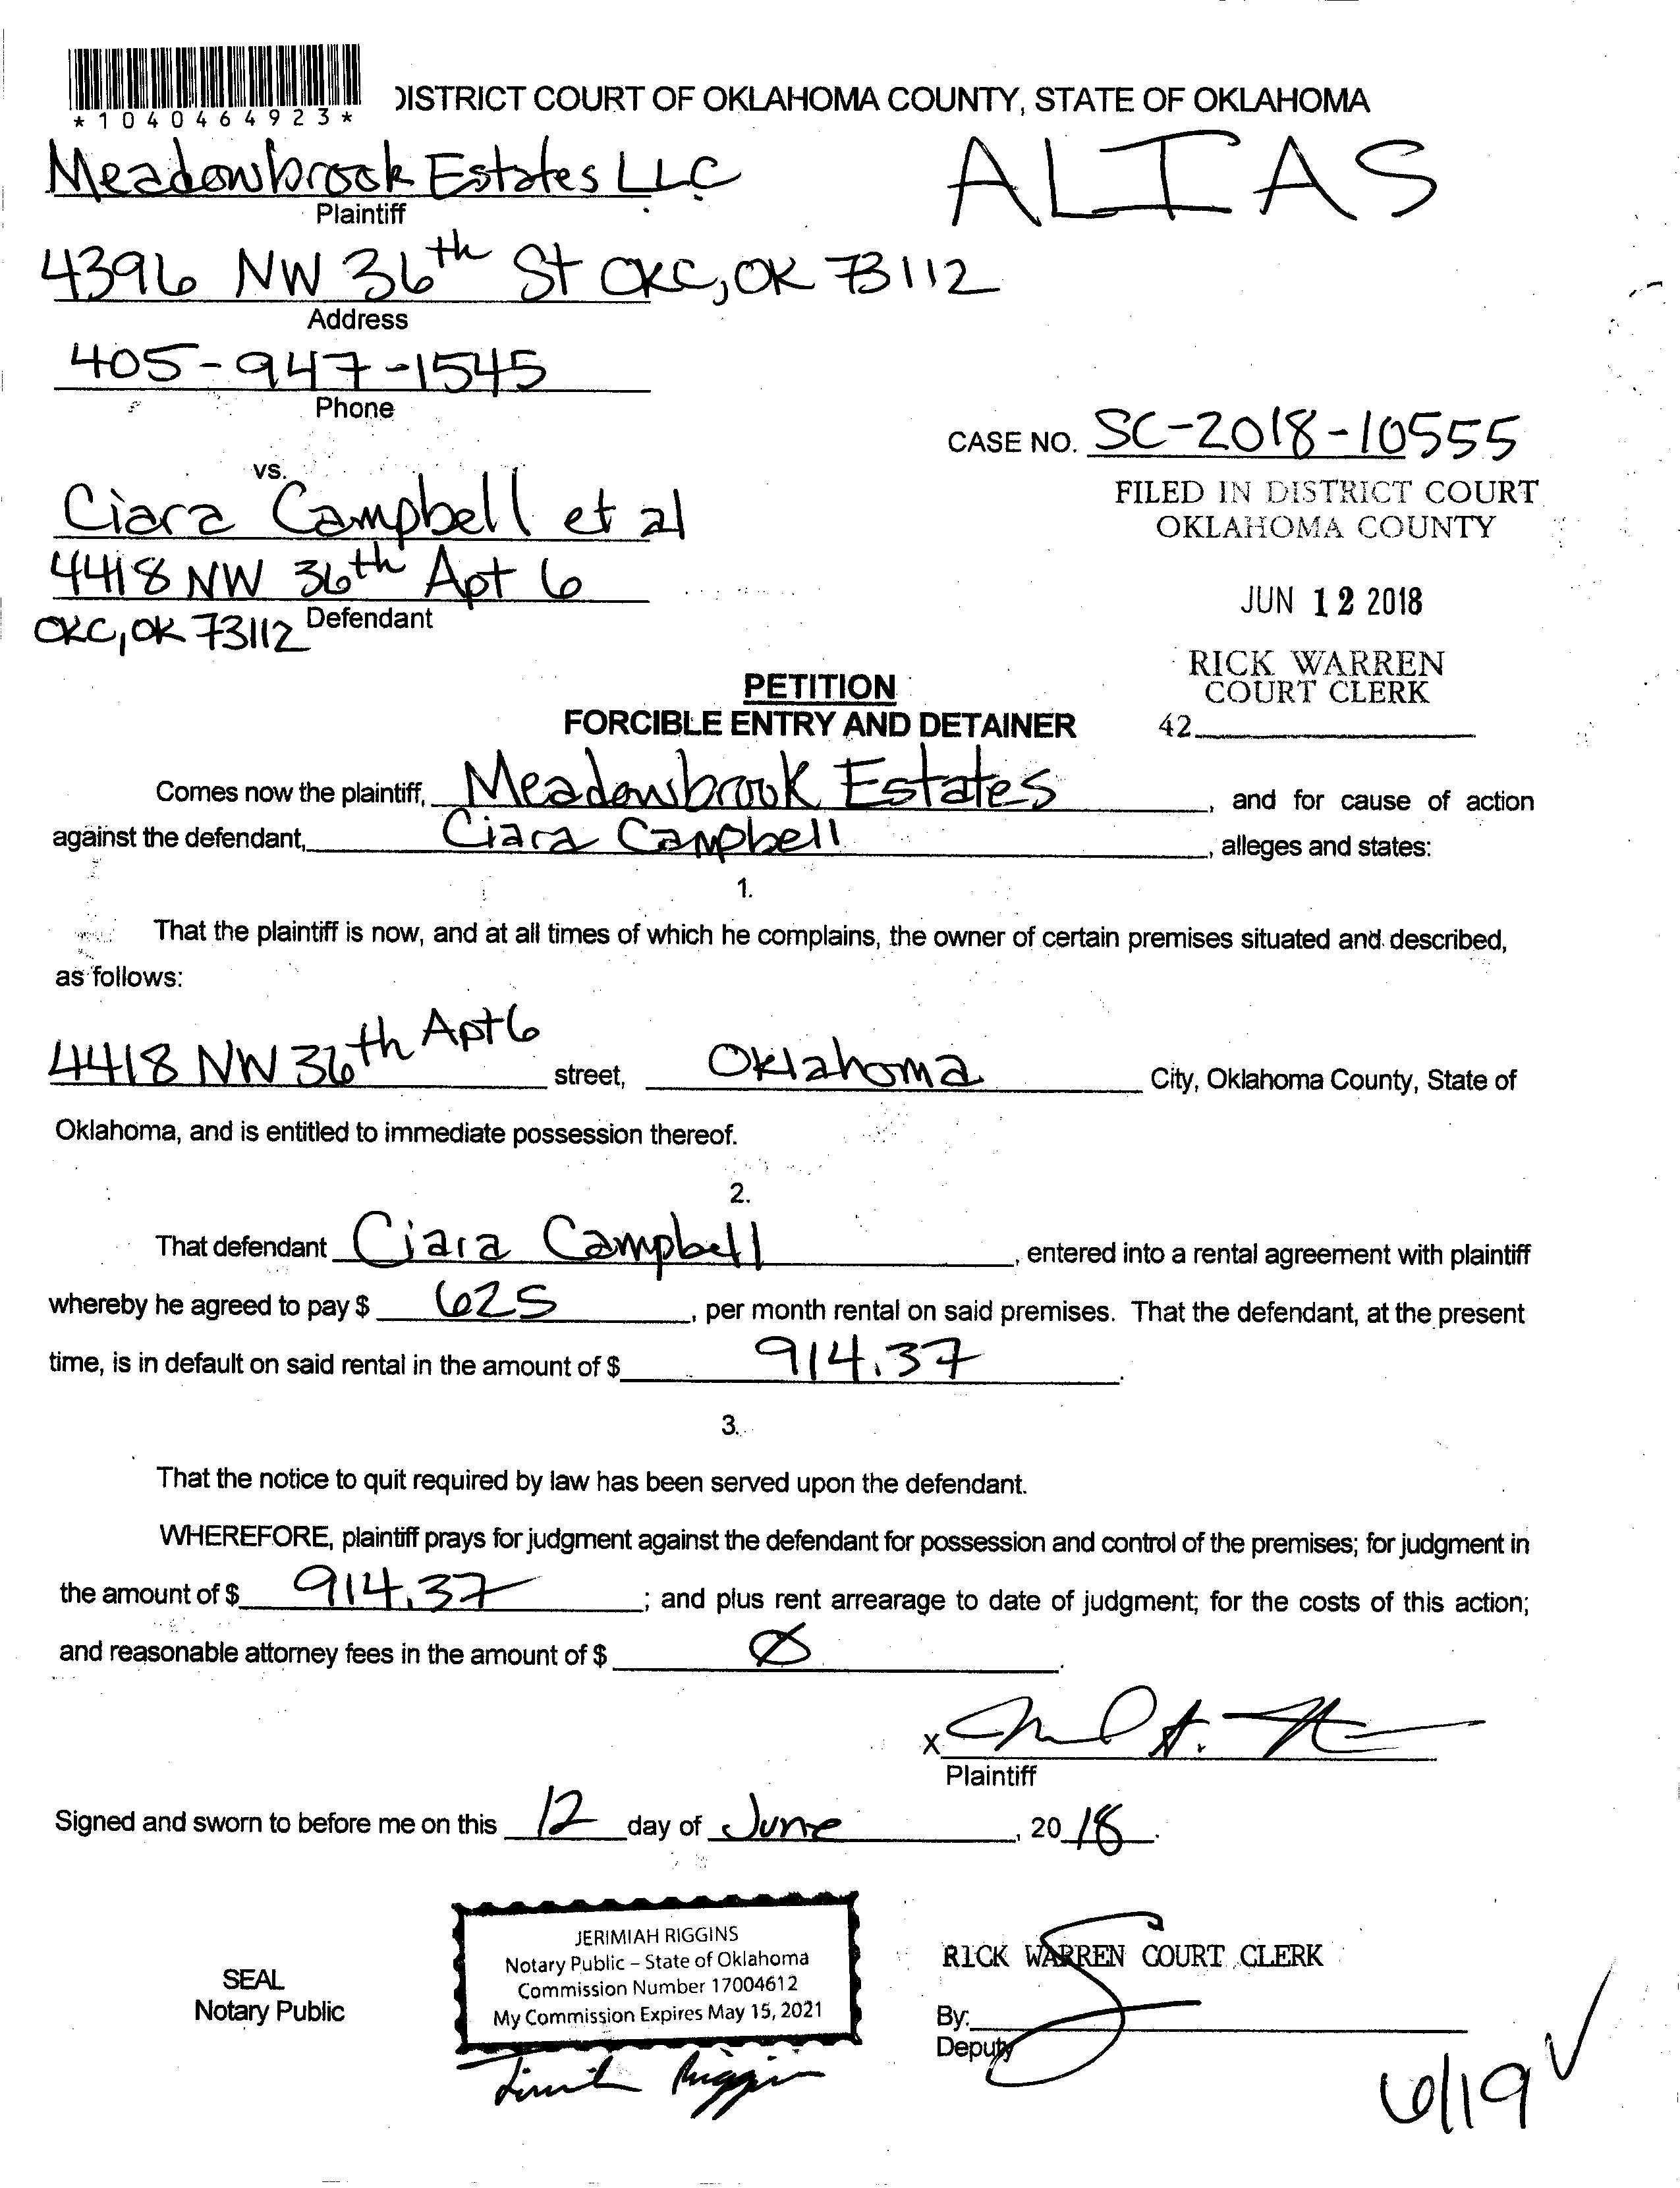 *1040464923*
DISTRICT COURT OF OKLAHOMA COUNTY, STATE OF OKLAHOMA
Meadowbrook Estates LLC
ALIAS
Plaintiff
4396 NW 36th St OKC, OK 73112
Address
405-947-1545
Phone
CASE NO. SC-2018-10555
vs.
FILED IN DISTRICT COURT
OKLAHOMA COUNTY
Ciara Campbell et al
4418 NW 36th Apt 6
JUN 12 2018
OKC, OK 73112 Defendant
RICK WARREN
COURT CLERK
42
PETITION
FORCIBLE ENTRY AND DETAINER
Comes now the plaintiff, Meadowbrook Estates, and for cause of action
against the defendant, Ciara Campbell, alleges and states:
1.
That the plaintiff is now, and at all times of which he complains, the owner of certain premises situated and described,
as follows:
4418 NW 36th Apt 6 street, Oklahoma City, Oklahoma County, State of
Oklahoma, and is entitled to immediate possession thereof.
2.
That defendant Ciara Campbell, entered into a rental agreement with plaintiff
whereby he agreed to pay $ 625, per month rental on said premises. That the defendant, at the present
time, is in default on said rental in the amount of $ 914.37.
3.
That the notice to quit required by law has been served upon the defendant.
WHEREFORE, plaintiff prays for judgment against the defendant for possession and control of the premises; for judgment in
the amount of $ 914.37; and plus rent arrearage to date of judgment; for the costs of this action;
and reasonable attorney fees in the amount of $ Ø.
X
Plaintiff
Signed and sworn to before me on this 12 day of June, 2018.
JERIMIAH RIGGINS
Notary Public – State of Oklahoma
Commission Number 17004612
My Commission Expires May 15, 2021
SEAL
Notary Public
RICK WARREN COURT CLERK
By:
Deputy
6/19 ✓